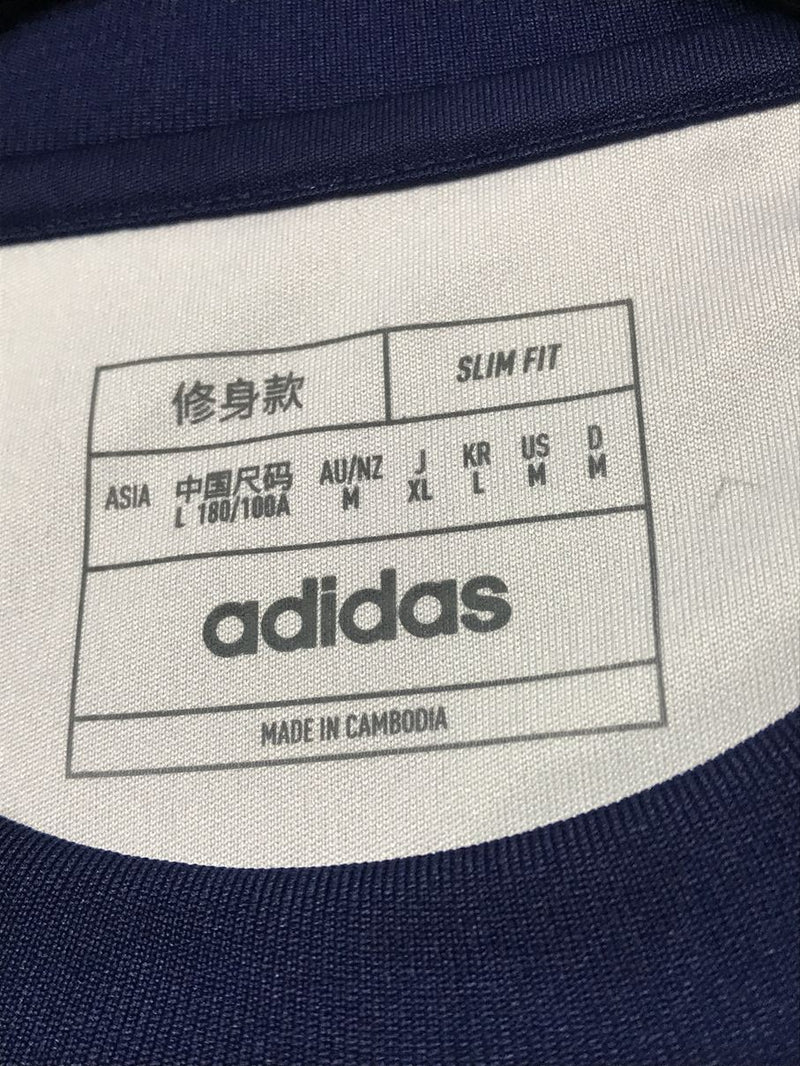 修身款 SLIM FIT
ASIA 中国尺码 AU/NZ J KR US D
L 180/100A M XL L M M
adidas
MADE IN CAMBODIA